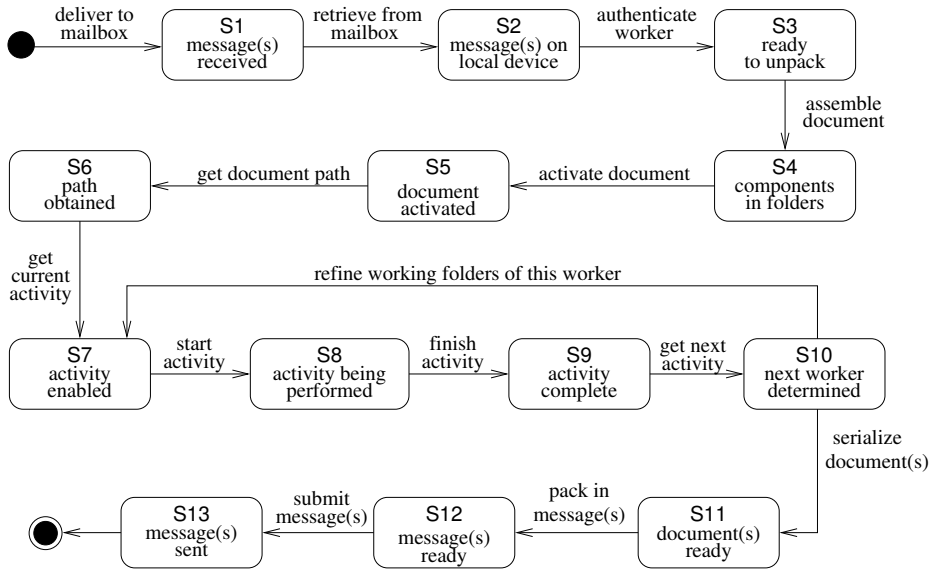 deliver to
mailbox
S1
message(s)
received
retrieve from
mailbox
S2
message(s) on
local device
authenticate
worker
S3
ready
to unpack
assemble
document
S4
components
in folders
activate document
S5
document
activated
get document path
S6
path
obtained
get
current
activity
refine working folders of this worker
S7
activity
enabled
start
activity
S8
activity being
performed
finish
activity
S9
activity
complete
get next
activity
S10
next worker
determined
serialize
document(s)
S11
document(s)
ready
pack in
message(s)
S12
message(s)
ready
submit
message(s)
S13
message(s)
sent